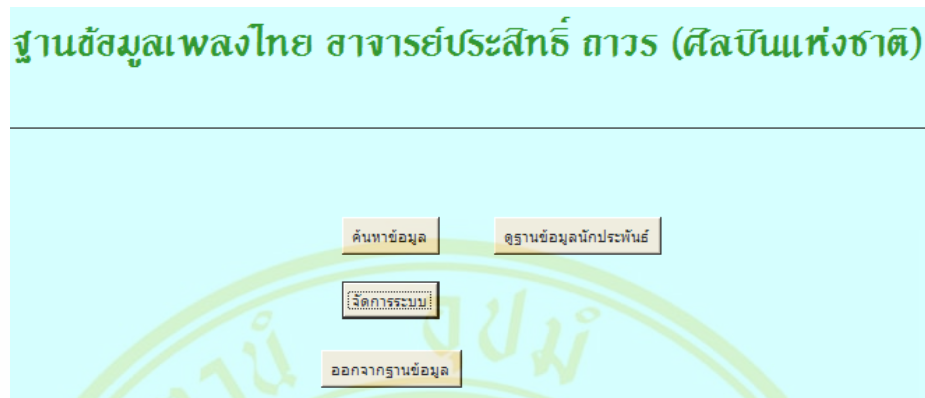 ฐานข้อมูลเพลงไทย อาจารย์ประสิทธิ์ ถาวร (ศิลปินแห่งชาติ)
ค้นหาข้อมูล ดูฐานข้อมูลนักประพันธ์
จัดการระบบ
ออกจากฐานข้อมูล